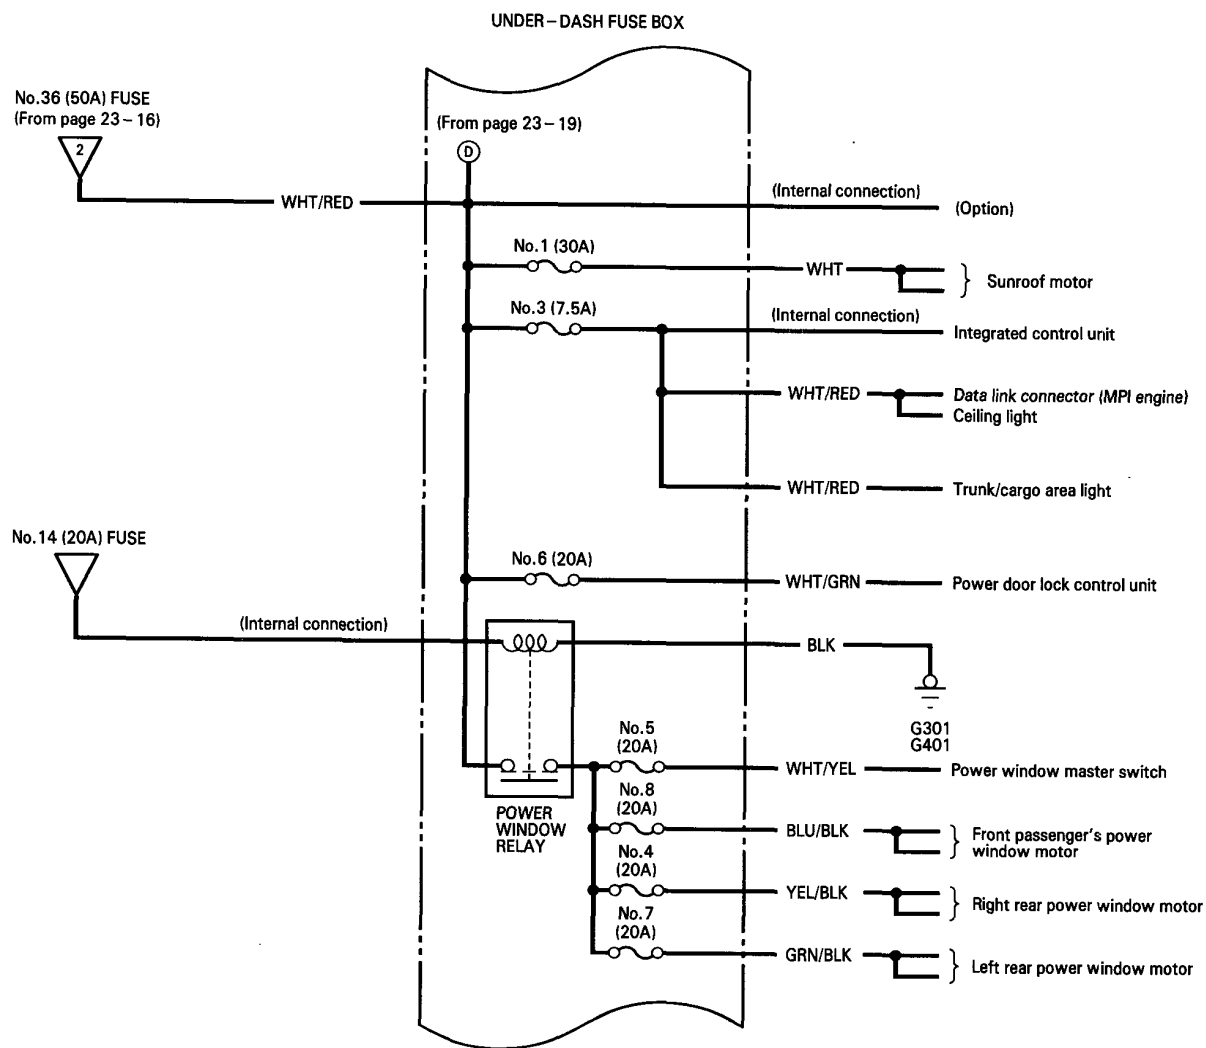 UNDER–DASH FUSE BOX
No.36 (50A) FUSE
(From page 23–16)
2
(From page 23–19)
D
WHT/RED
(Internal connection)
(Option)
No.1 (30A)
WHT
Sunroof motor
No.3 (7.5A)
(Internal connection)
Integrated control unit
WHT/RED
Data link connector (MPI engine)
Ceiling light
WHT/RED
Trunk/cargo area light
No.14 (20A) FUSE
No.6 (20A)
WHT/GRN
Power door lock control unit
(Internal connection)
BLK
G301
G401
No.5
(20A)
WHT/YEL
Power window master switch
POWER
WINDOW
RELAY
No.8
(20A)
BLU/BLK
Front passenger's power
window motor
No.4
(20A)
YEL/BLK
Right rear power window motor
No.7
(20A)
GRN/BLK
Left rear power window motor